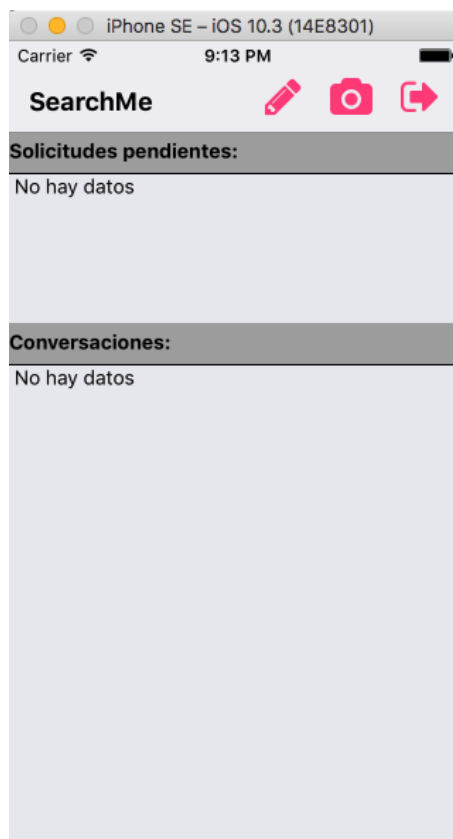 iPhone SE – iOS 10.3 (14E8301)
Carrier 9:13 PM
SearchMe
Solicitudes pendientes:
No hay datos
Conversaciones:
No hay datos